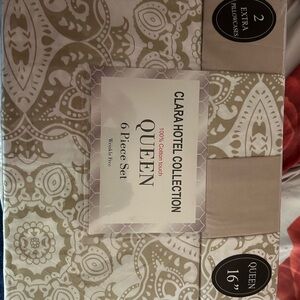 2
EXTRA
PILLOWCASES
CLARA HOTEL COLLECTION
100% Cotton touch
QUEEN
6 Piece Set
Wrinkle Free
QUEEN
16"